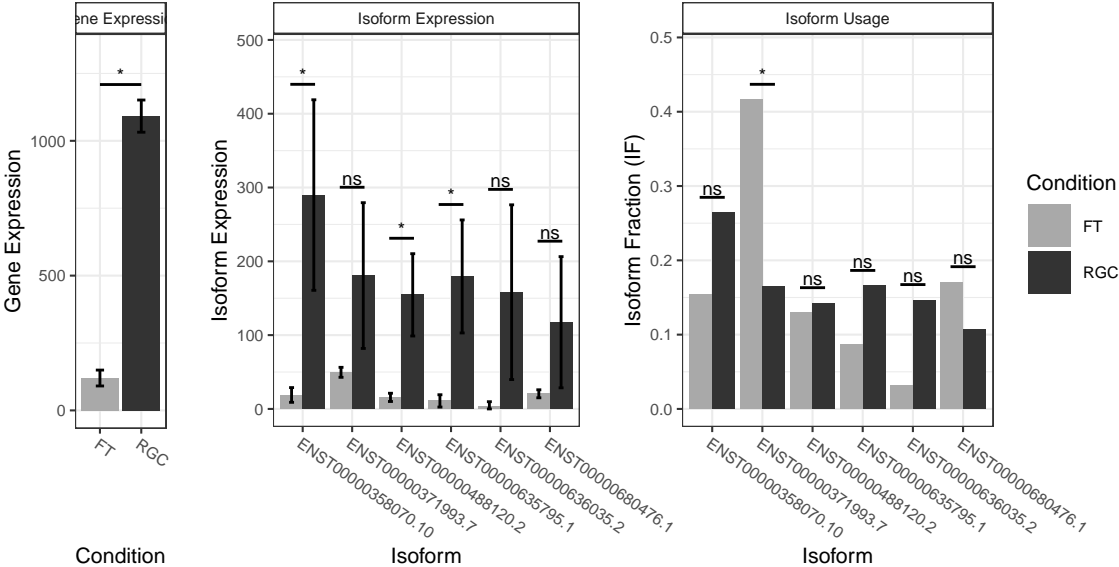 ene Expressi
Gene Expression
1000
500
0
*
FT
RGC
Condition
Isoform Expression
Isoform Expression
500
400
300
200
100
0
*
ns
*
*
ns
ns
ENST00000358070.10
ENST00000371993.7
ENST00000488120.2
ENST00000635795.1
ENST00000636035.2
ENST00000680476.1
Isoform
Isoform Usage
Isoform Fraction (IF)
0.5
0.4
0.3
0.2
0.1
0.0
ns
*
ns
ns
ns
ns
ENST00000358070.10
ENST00000371993.7
ENST00000488120.2
ENST00000635795.1
ENST00000636035.2
ENST00000680476.1
Isoform
Condition
FT
RGC